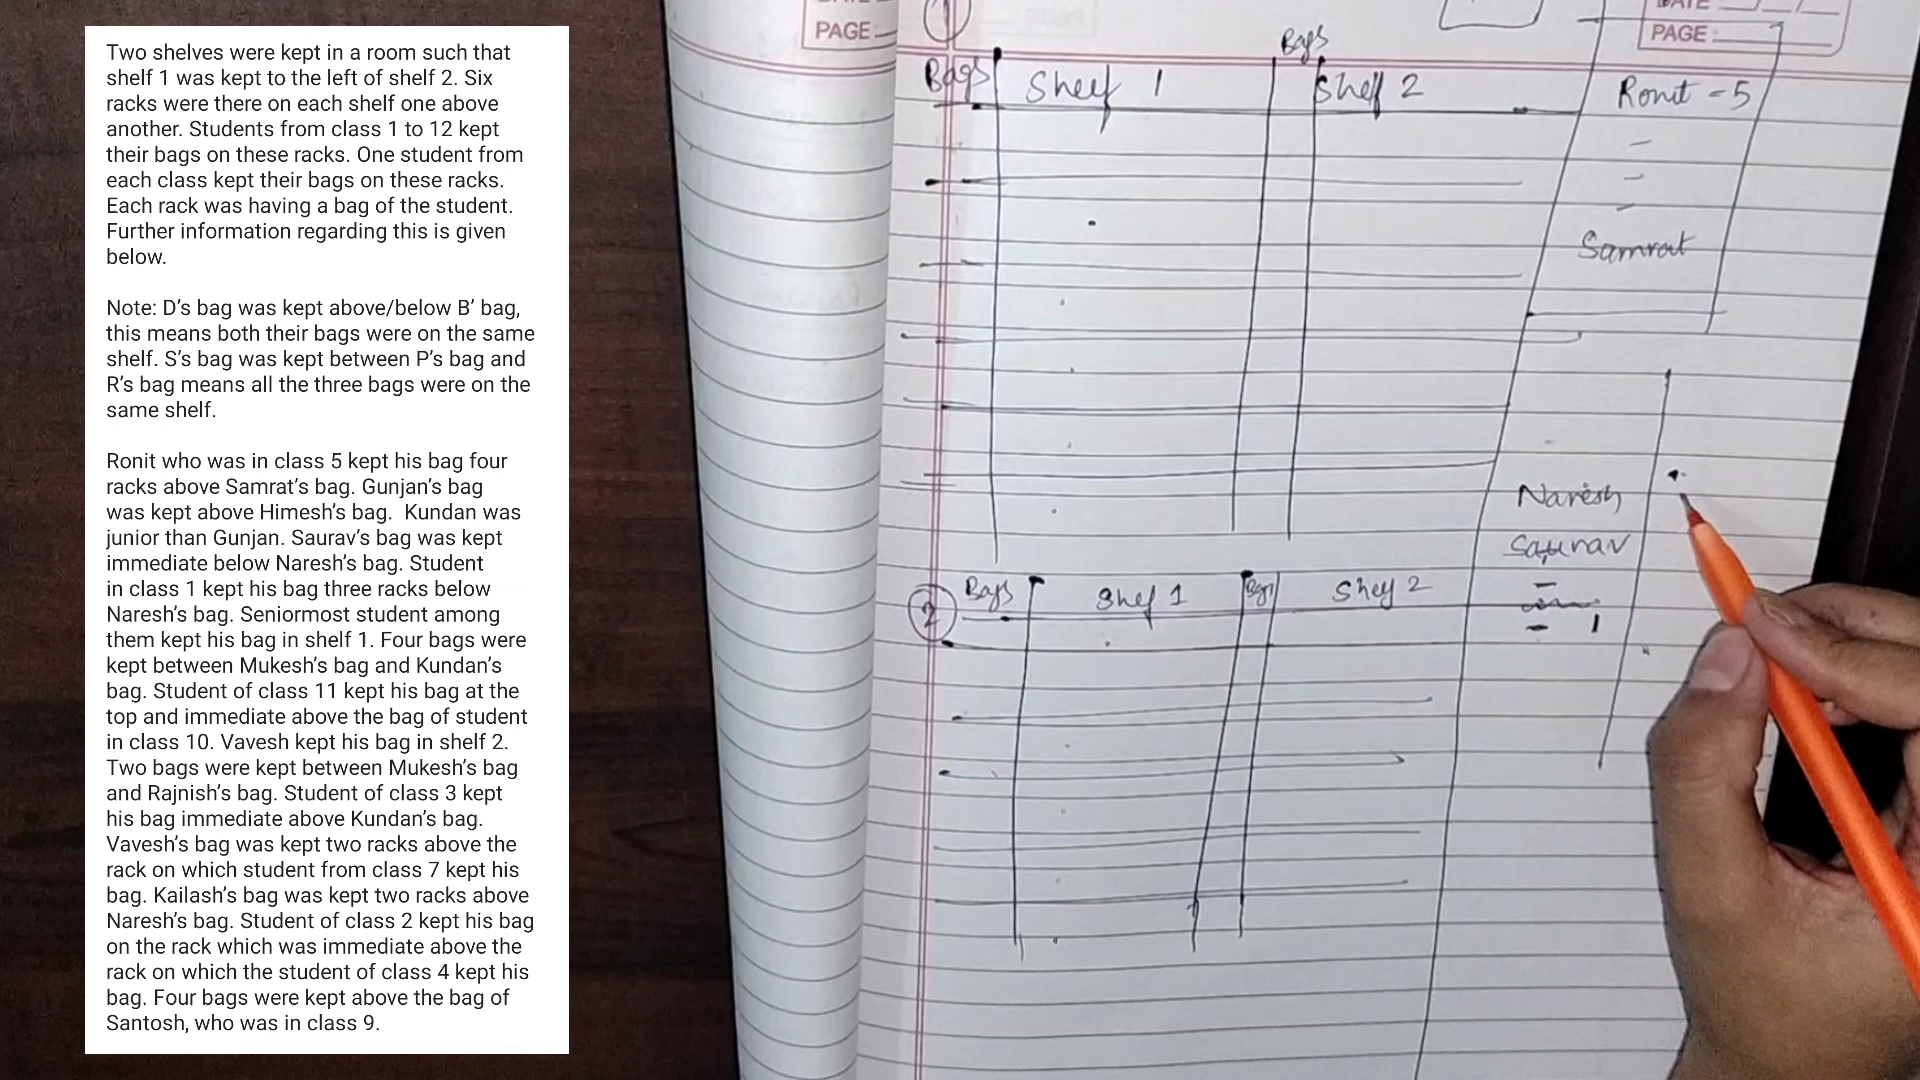 Two shelves were kept in a room such that
shelf 1 was kept to the left of shelf 2. Six
racks were there on each shelf one above
another. Students from class 1 to 12 kept
their bags on these racks. One student from
each class kept their bags on these racks.
Each rack was having a bag of the student.
Further information regarding this is given
below.
Note: D’s bag was kept above/below B’ bag,
this means both their bags were on the same
shelf. S’s bag was kept between P’s bag and
R’s bag means all the three bags were on the
same shelf.
Ronit who was in class 5 kept his bag four
racks above Samrat’s bag. Gunjan’s bag
was kept above Himesh’s bag.  Kundan was
junior than Gunjan. Saurav’s bag was kept
immediate below Naresh’s bag. Student
in class 1 kept his bag three racks below
Naresh’s bag. Seniormost student among
them kept his bag in shelf 1. Four bags were
kept between Mukesh’s bag and Kundan’s
bag. Student of class 11 kept his bag at the
top and immediate above the bag of student
in class 10. Vavesh kept his bag in shelf 2.
Two bags were kept between Mukesh’s bag
and Rajnish’s bag. Student of class 3 kept
his bag immediate above Kundan’s bag.
Vavesh’s bag was kept two racks above the
rack on which student from class 7 kept his
bag. Kailash’s bag was kept two racks above
Naresh’s bag. Student of class 2 kept his bag
on the rack which was immediate above the
rack on which the student of class 4 kept his
bag. Four bags were kept above the bag of
Santosh, who was in class 9.
PAGE:
1
Bags Shelf 1
Bags
Shelf 2
PAGE:
Ronit - 5
-
-
-
Samrat
Naresh
Saurav
-
- 1
2
Bags Shelf 1 Bags Shelf 2